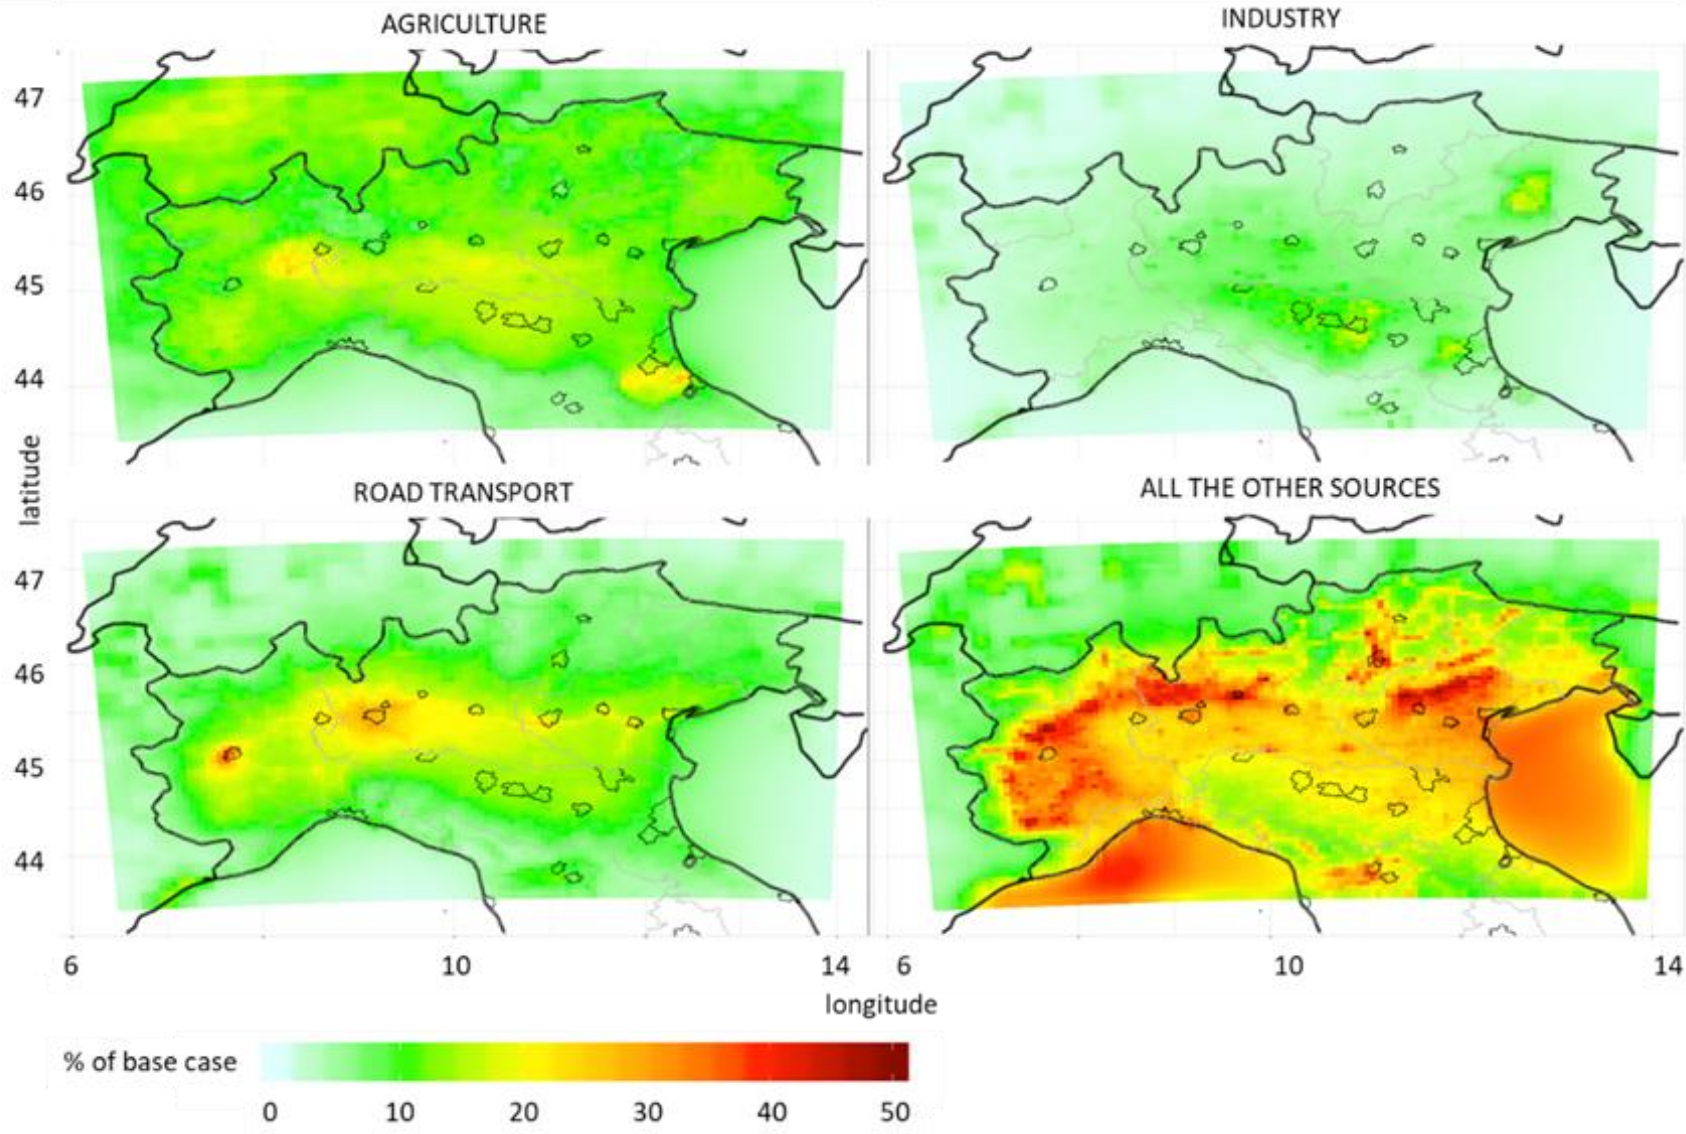 AGRICULTURE
INDUSTRY
47
46
45
44
latitude
ROAD TRANSPORT
ALL THE OTHER SOURCES
47
46
45
44
6 10 14 6 10 14
longitude
% of base case
0 10 20 30 40 50